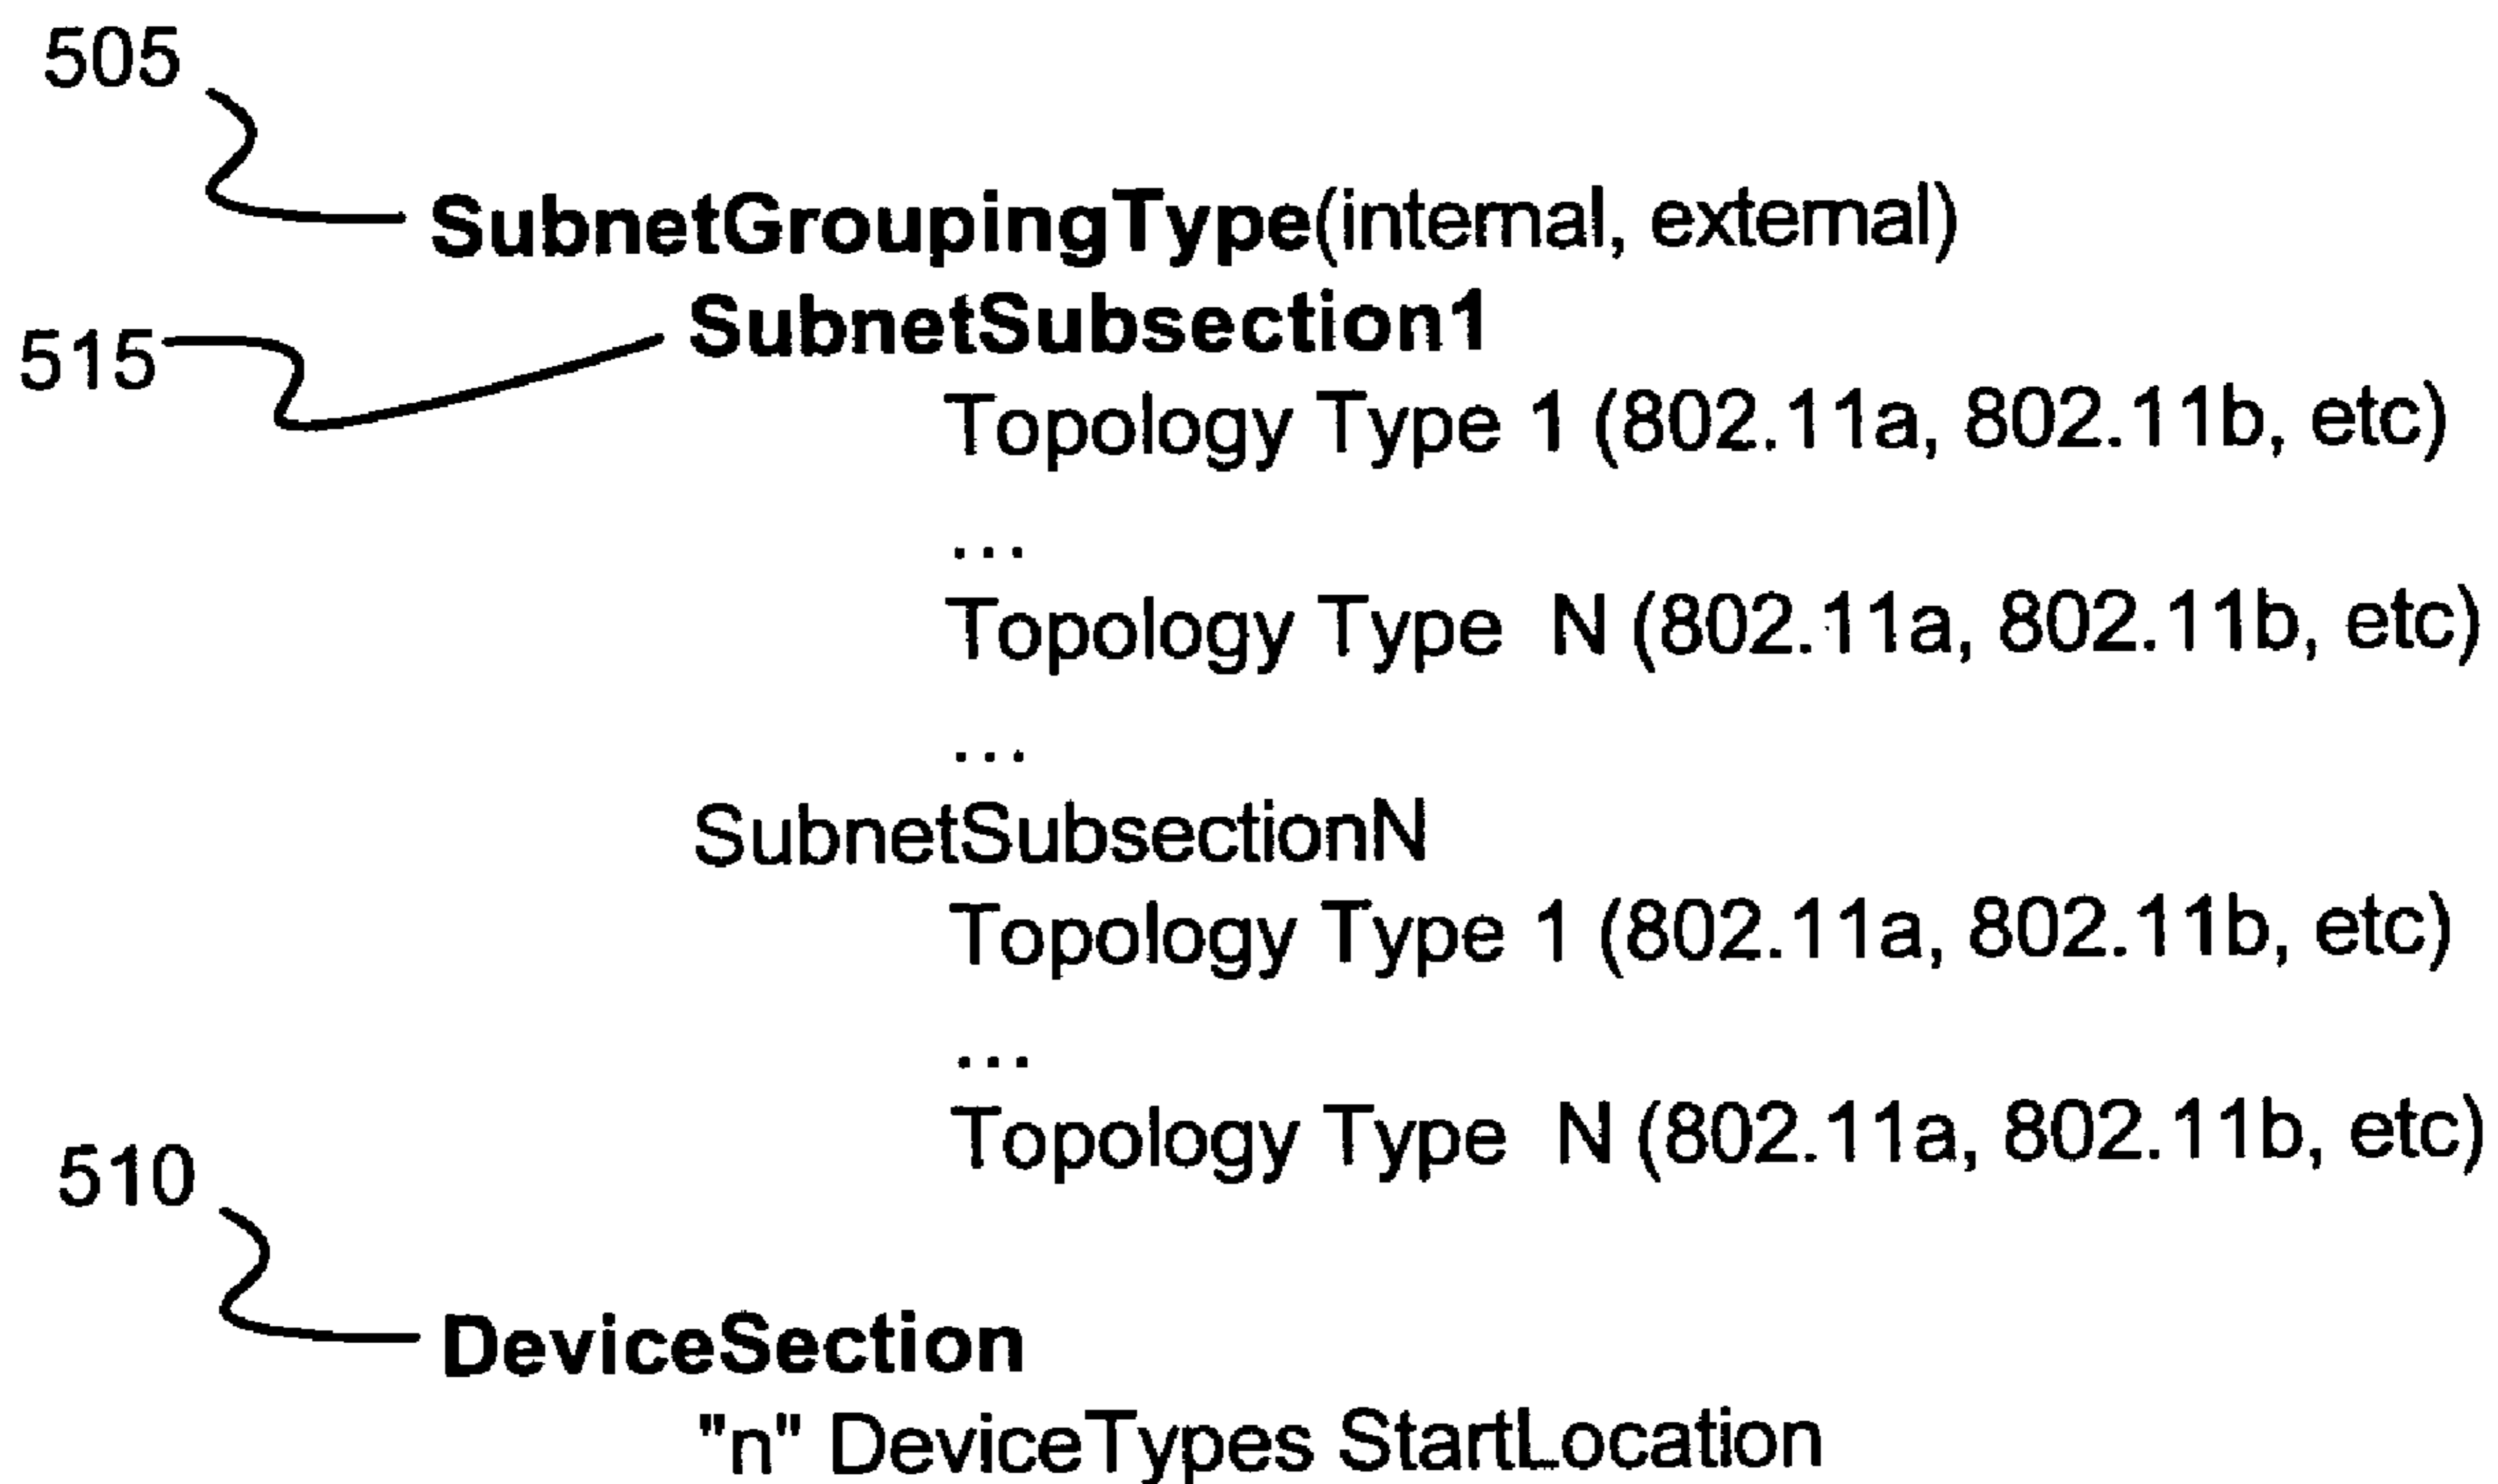 505
SubnetGroupingType(internal, external)
515 SubnetSubsection1
Topology Type 1 (802.11a, 802.11b, etc)
...
Topology Type N (802.11a, 802.11b, etc)
...
SubnetSubsectionN
Topology Type 1 (802.11a, 802.11b, etc)
...
Topology Type N (802.11a, 802.11b, etc)
510
DeviceSection
"n" DeviceTypes StartLocation